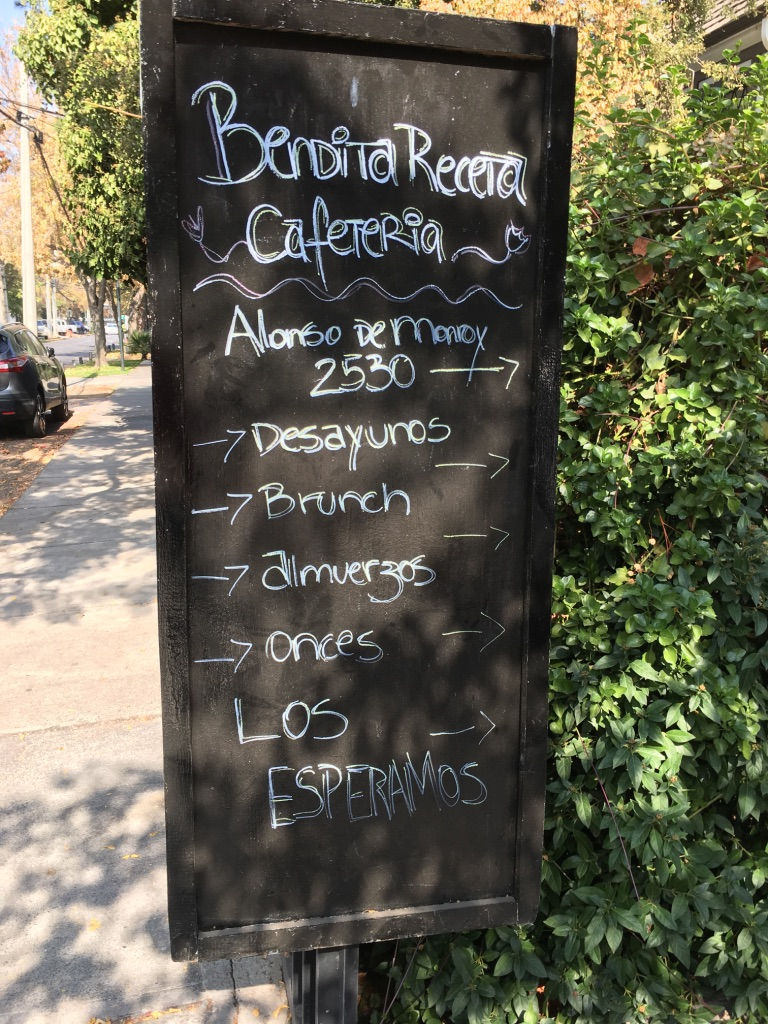 Bendita Receta
Cafeteria
Alonso de Monroy
2530 →
→ Desayunos →
→ Brunch →
→ almuerzos
→ onces →
Los →
ESPERAMOS